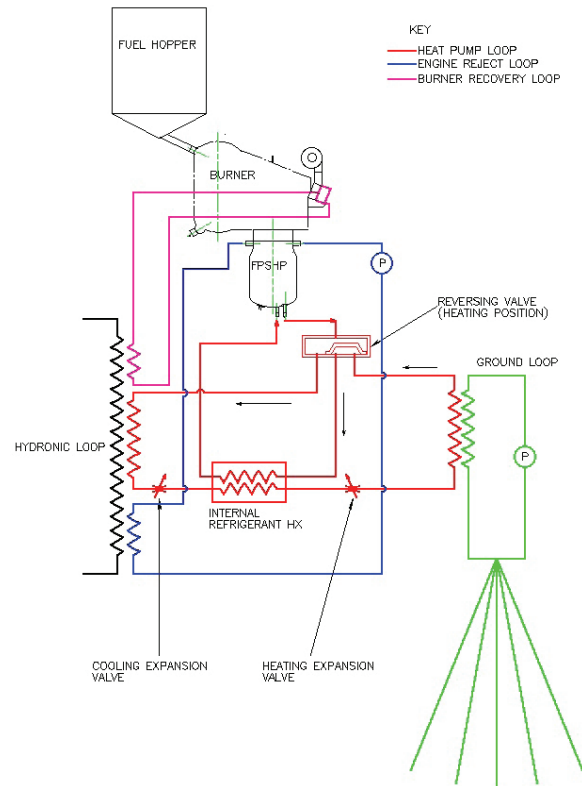 FUEL HOPPER
KEY
HEAT PUMP LOOP
ENGINE REJECT LOOP
BURNER RECOVERY LOOP
BURNER
FPSHP
P
REVERSING VALVE
(HEATING POSITION)
GROUND LOOP
HYDRONIC LOOP
P
INTERNAL
REFRIGERANT HX
COOLING EXPANSION
VALVE
HEATING EXPANSION
VALVE